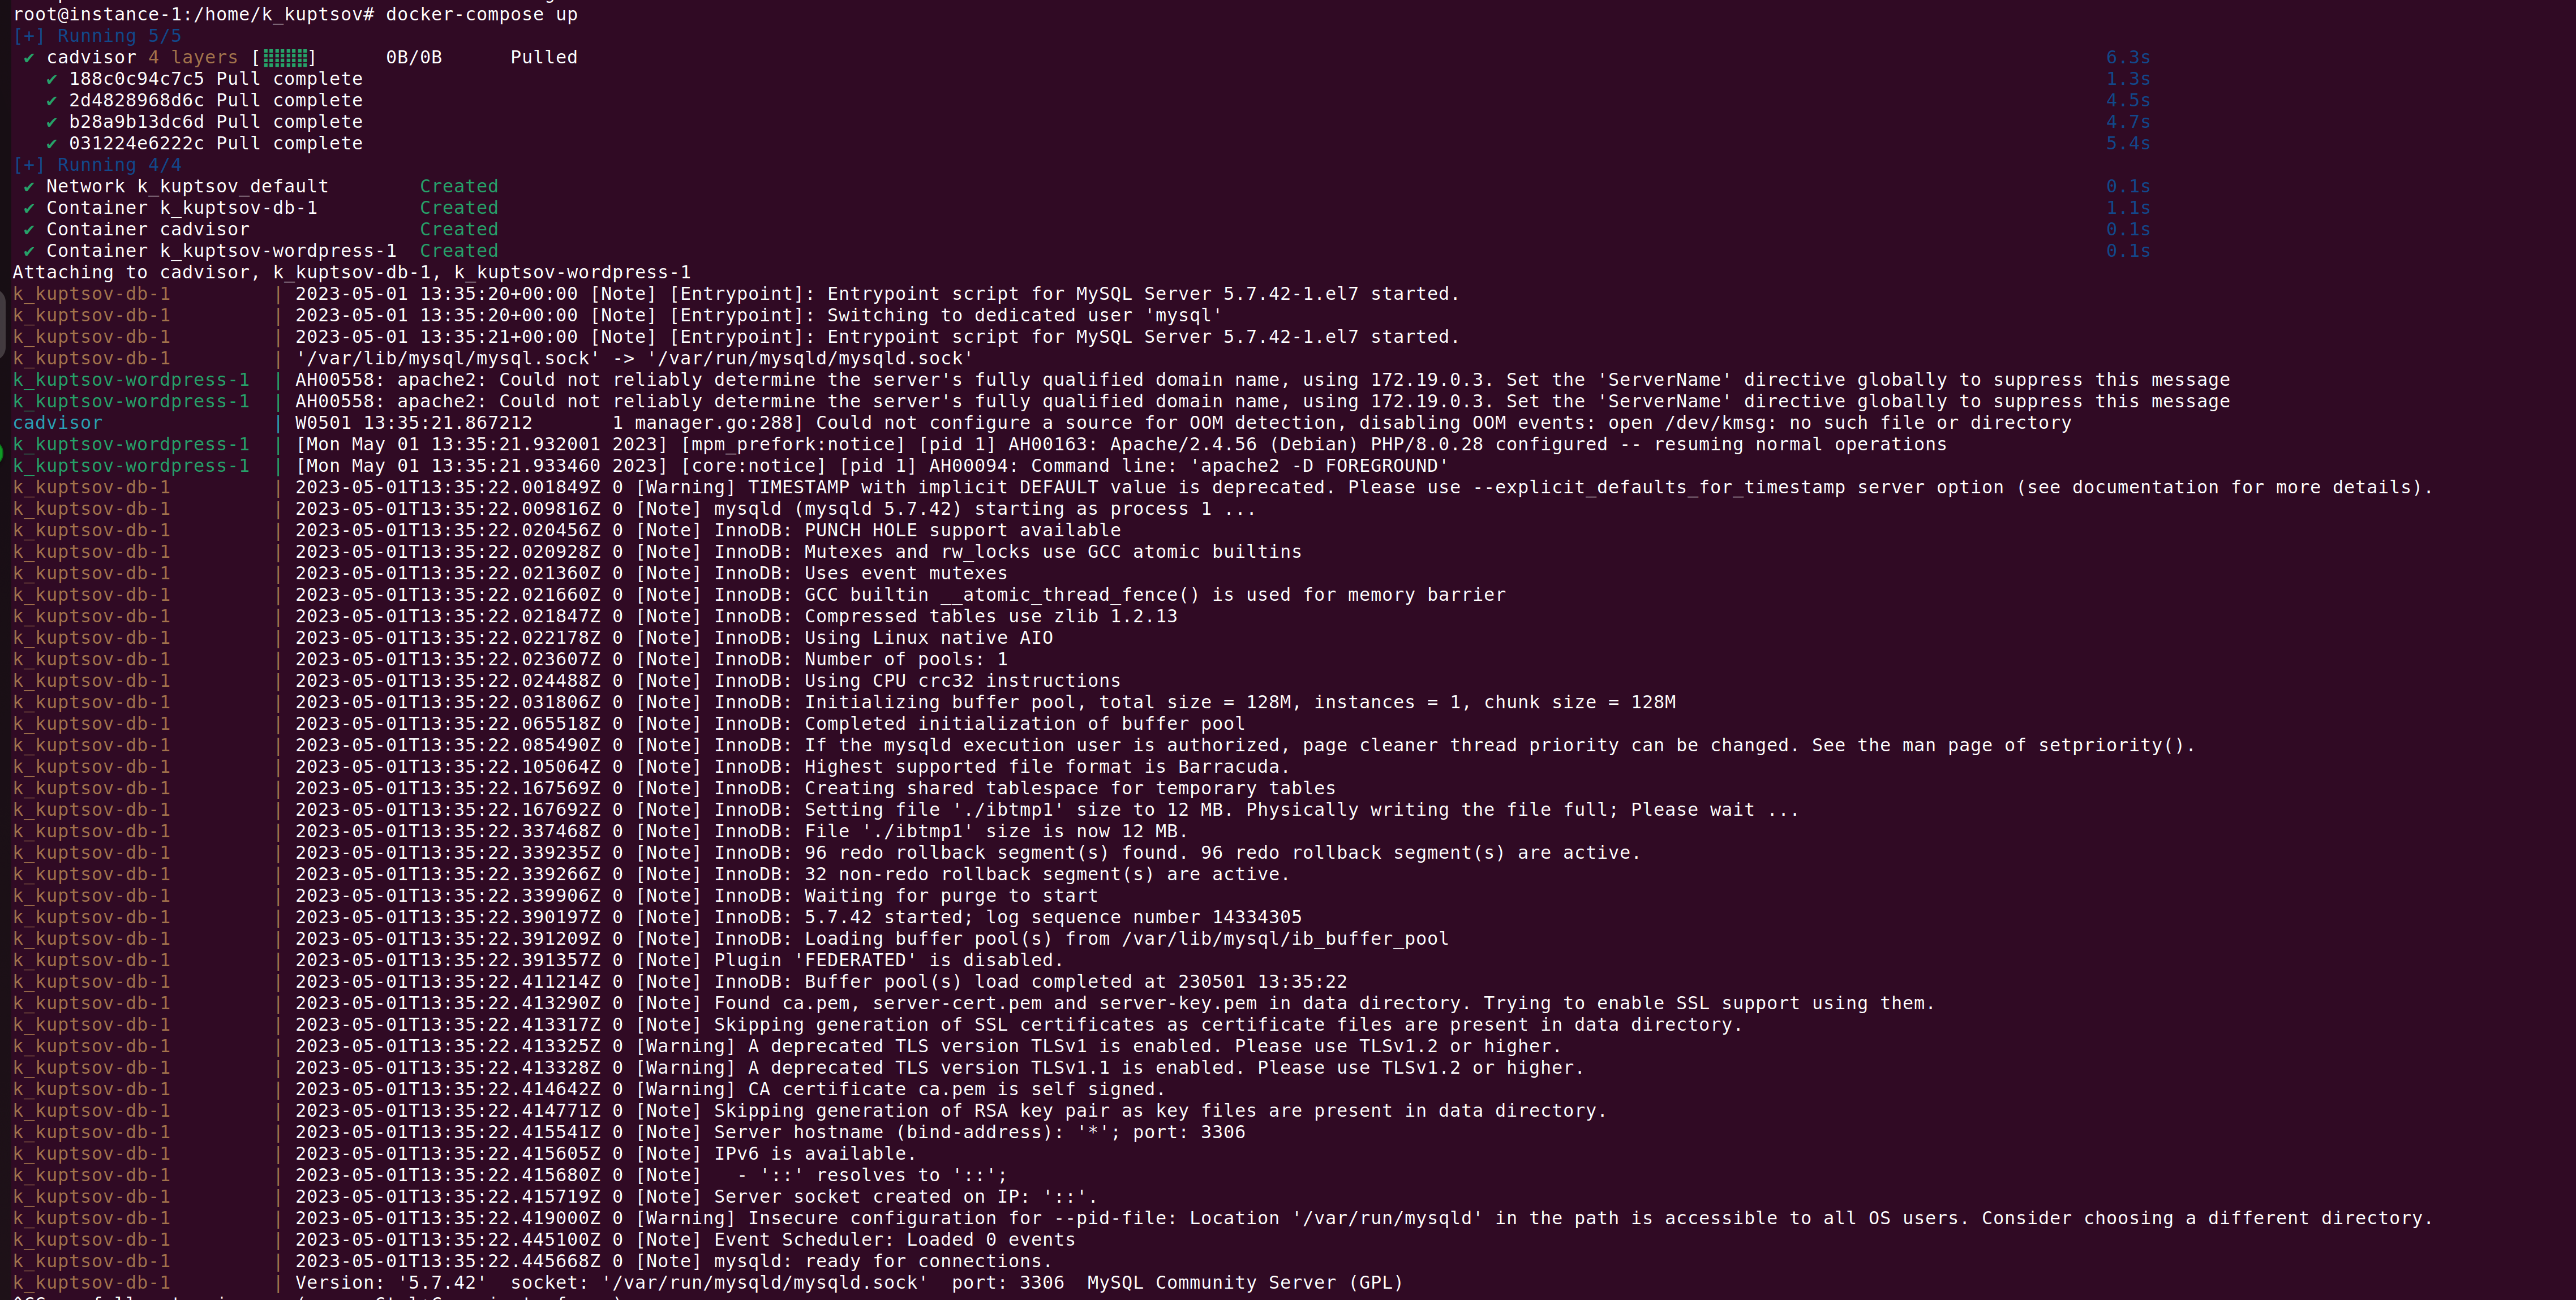 root@instance-1:/home/k_kuptsov# docker-compose up
[+] Running 5/5
✔ cadvisor 4 layers [⣿⣿⣿⣿] 0B/0B Pulled 6.3s
✔ 188c0c94c7c5 Pull complete 1.3s
✔ 2d4828968d6c Pull complete 4.5s
✔ b28a9b13dc6d Pull complete 4.7s
✔ 031224e6222c Pull complete 5.4s
[+] Running 4/4
✔ Network k_kuptsov_default Created 0.1s
✔ Container k_kuptsov-db-1 Created 1.1s
✔ Container cadvisor Created 0.1s
✔ Container k_kuptsov-wordpress-1 Created 0.1s
Attaching to cadvisor, k_kuptsov-db-1, k_kuptsov-wordpress-1
k_kuptsov-db-1 | 2023-05-01 13:35:20+00:00 [Note] [Entrypoint]: Entrypoint script for MySQL Server 5.7.42-1.el7 started.
k_kuptsov-db-1 | 2023-05-01 13:35:20+00:00 [Note] [Entrypoint]: Switching to dedicated user 'mysql'
k_kuptsov-db-1 | 2023-05-01 13:35:21+00:00 [Note] [Entrypoint]: Entrypoint script for MySQL Server 5.7.42-1.el7 started.
k_kuptsov-db-1 | '/var/lib/mysql/mysql.sock' -> '/var/run/mysqld/mysqld.sock'
k_kuptsov-wordpress-1 | AH00558: apache2: Could not reliably determine the server's fully qualified domain name, using 172.19.0.3. Set the 'ServerName' directive globally to suppress this message
k_kuptsov-wordpress-1 | AH00558: apache2: Could not reliably determine the server's fully qualified domain name, using 172.19.0.3. Set the 'ServerName' directive globally to suppress this message
cadvisor | W0501 13:35:21.867212 1 manager.go:288] Could not configure a source for OOM detection, disabling OOM events: open /dev/kmsg: no such file or directory
k_kuptsov-wordpress-1 | [Mon May 01 13:35:21.932001 2023] [mpm_prefork:notice] [pid 1] AH00163: Apache/2.4.56 (Debian) PHP/8.0.28 configured -- resuming normal operations
k_kuptsov-wordpress-1 | [Mon May 01 13:35:21.933460 2023] [core:notice] [pid 1] AH00094: Command line: 'apache2 -D FOREGROUND'
k_kuptsov-db-1 | 2023-05-01T13:35:22.001849Z 0 [Warning] TIMESTAMP with implicit DEFAULT value is deprecated. Please use --explicit_defaults_for_timestamp server option (see documentation for more details).
k_kuptsov-db-1 | 2023-05-01T13:35:22.009816Z 0 [Note] mysqld (mysqld 5.7.42) starting as process 1 ...
k_kuptsov-db-1 | 2023-05-01T13:35:22.020456Z 0 [Note] InnoDB: PUNCH HOLE support available
k_kuptsov-db-1 | 2023-05-01T13:35:22.020928Z 0 [Note] InnoDB: Mutexes and rw_locks use GCC atomic builtins
k_kuptsov-db-1 | 2023-05-01T13:35:22.021360Z 0 [Note] InnoDB: Uses event mutexes
k_kuptsov-db-1 | 2023-05-01T13:35:22.021660Z 0 [Note] InnoDB: GCC builtin __atomic_thread_fence() is used for memory barrier
k_kuptsov-db-1 | 2023-05-01T13:35:22.021847Z 0 [Note] InnoDB: Compressed tables use zlib 1.2.13
k_kuptsov-db-1 | 2023-05-01T13:35:22.022178Z 0 [Note] InnoDB: Using Linux native AIO
k_kuptsov-db-1 | 2023-05-01T13:35:22.023607Z 0 [Note] InnoDB: Number of pools: 1
k_kuptsov-db-1 | 2023-05-01T13:35:22.024488Z 0 [Note] InnoDB: Using CPU crc32 instructions
k_kuptsov-db-1 | 2023-05-01T13:35:22.031806Z 0 [Note] InnoDB: Initializing buffer pool, total size = 128M, instances = 1, chunk size = 128M
k_kuptsov-db-1 | 2023-05-01T13:35:22.065518Z 0 [Note] InnoDB: Completed initialization of buffer pool
k_kuptsov-db-1 | 2023-05-01T13:35:22.085490Z 0 [Note] InnoDB: If the mysqld execution user is authorized, page cleaner thread priority can be changed. See the man page of setpriority().
k_kuptsov-db-1 | 2023-05-01T13:35:22.105064Z 0 [Note] InnoDB: Highest supported file format is Barracuda.
k_kuptsov-db-1 | 2023-05-01T13:35:22.167569Z 0 [Note] InnoDB: Creating shared tablespace for temporary tables
k_kuptsov-db-1 | 2023-05-01T13:35:22.167692Z 0 [Note] InnoDB: Setting file './ibtmp1' size to 12 MB. Physically writing the file full; Please wait ...
k_kuptsov-db-1 | 2023-05-01T13:35:22.337468Z 0 [Note] InnoDB: File './ibtmp1' size is now 12 MB.
k_kuptsov-db-1 | 2023-05-01T13:35:22.339235Z 0 [Note] InnoDB: 96 redo rollback segment(s) found. 96 redo rollback segment(s) are active.
k_kuptsov-db-1 | 2023-05-01T13:35:22.339266Z 0 [Note] InnoDB: 32 non-redo rollback segment(s) are active.
k_kuptsov-db-1 | 2023-05-01T13:35:22.339906Z 0 [Note] InnoDB: Waiting for purge to start
k_kuptsov-db-1 | 2023-05-01T13:35:22.390197Z 0 [Note] InnoDB: 5.7.42 started; log sequence number 14334305
k_kuptsov-db-1 | 2023-05-01T13:35:22.391209Z 0 [Note] InnoDB: Loading buffer pool(s) from /var/lib/mysql/ib_buffer_pool
k_kuptsov-db-1 | 2023-05-01T13:35:22.391357Z 0 [Note] Plugin 'FEDERATED' is disabled.
k_kuptsov-db-1 | 2023-05-01T13:35:22.411214Z 0 [Note] InnoDB: Buffer pool(s) load completed at 230501 13:35:22
k_kuptsov-db-1 | 2023-05-01T13:35:22.413290Z 0 [Note] Found ca.pem, server-cert.pem and server-key.pem in data directory. Trying to enable SSL support using them.
k_kuptsov-db-1 | 2023-05-01T13:35:22.413317Z 0 [Note] Skipping generation of SSL certificates as certificate files are present in data directory.
k_kuptsov-db-1 | 2023-05-01T13:35:22.413325Z 0 [Warning] A deprecated TLS version TLSv1 is enabled. Please use TLSv1.2 or higher.
k_kuptsov-db-1 | 2023-05-01T13:35:22.413328Z 0 [Warning] A deprecated TLS version TLSv1.1 is enabled. Please use TLSv1.2 or higher.
k_kuptsov-db-1 | 2023-05-01T13:35:22.414642Z 0 [Warning] CA certificate ca.pem is self signed.
k_kuptsov-db-1 | 2023-05-01T13:35:22.414771Z 0 [Note] Skipping generation of RSA key pair as key files are present in data directory.
k_kuptsov-db-1 | 2023-05-01T13:35:22.415541Z 0 [Note] Server hostname (bind-address): '*'; port: 3306
k_kuptsov-db-1 | 2023-05-01T13:35:22.415605Z 0 [Note] IPv6 is available.
k_kuptsov-db-1 | 2023-05-01T13:35:22.415680Z 0 [Note] - '::' resolves to '::';
k_kuptsov-db-1 | 2023-05-01T13:35:22.415719Z 0 [Note] Server socket created on IP: '::'.
k_kuptsov-db-1 | 2023-05-01T13:35:22.419000Z 0 [Warning] Insecure configuration for --pid-file: Location '/var/run/mysqld' in the path is accessible to all OS users. Consider choosing a different directory.
k_kuptsov-db-1 | 2023-05-01T13:35:22.445100Z 0 [Note] Event Scheduler: Loaded 0 events
k_kuptsov-db-1 | 2023-05-01T13:35:22.445668Z 0 [Note] mysqld: ready for connections.
k_kuptsov-db-1 | Version: '5.7.42' socket: '/var/run/mysqld/mysqld.sock' port: 3306 MySQL Community Server (GPL)